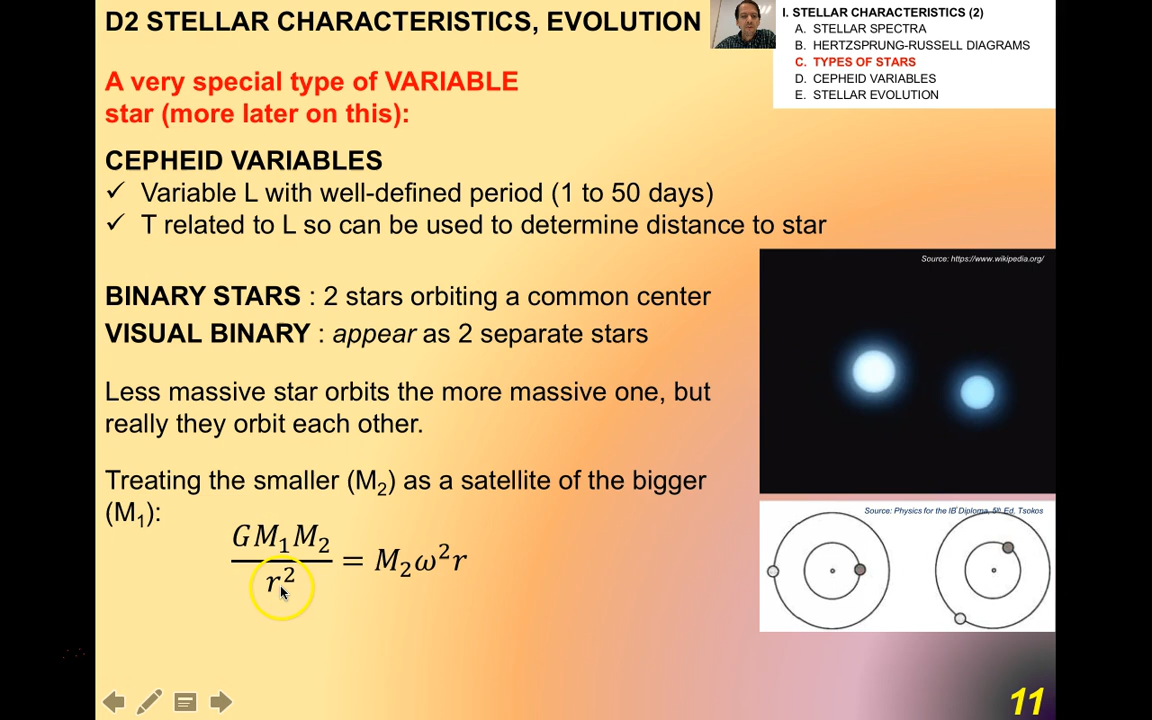 D2 STELLAR CHARACTERISTICS, EVOLUTION
I. STELLAR CHARACTERISTICS (2)
A. STELLAR SPECTRA
B. HERTZSPRUNG-RUSSELL DIAGRAMS
C. TYPES OF STARS
D. CEPHEID VARIABLES
E. STELLAR EVOLUTION
A very special type of VARIABLE
star (more later on this):
CEPHEID VARIABLES
✓ Variable L with well-defined period (1 to 50 days)
✓ T related to L so can be used to determine distance to star
Source: https://www.wikipedia.org/
BINARY STARS : 2 stars orbiting a common center
VISUAL BINARY : appear as 2 separate stars
Less massive star orbits the more massive one, but
really they orbit each other.
Treating the smaller (M₂) as a satellite of the bigger
(M₁):
GM₁M₂ / r² = M₂ω²r
Source: Physics for the IB Diploma, 5th Ed, Tsokos
11